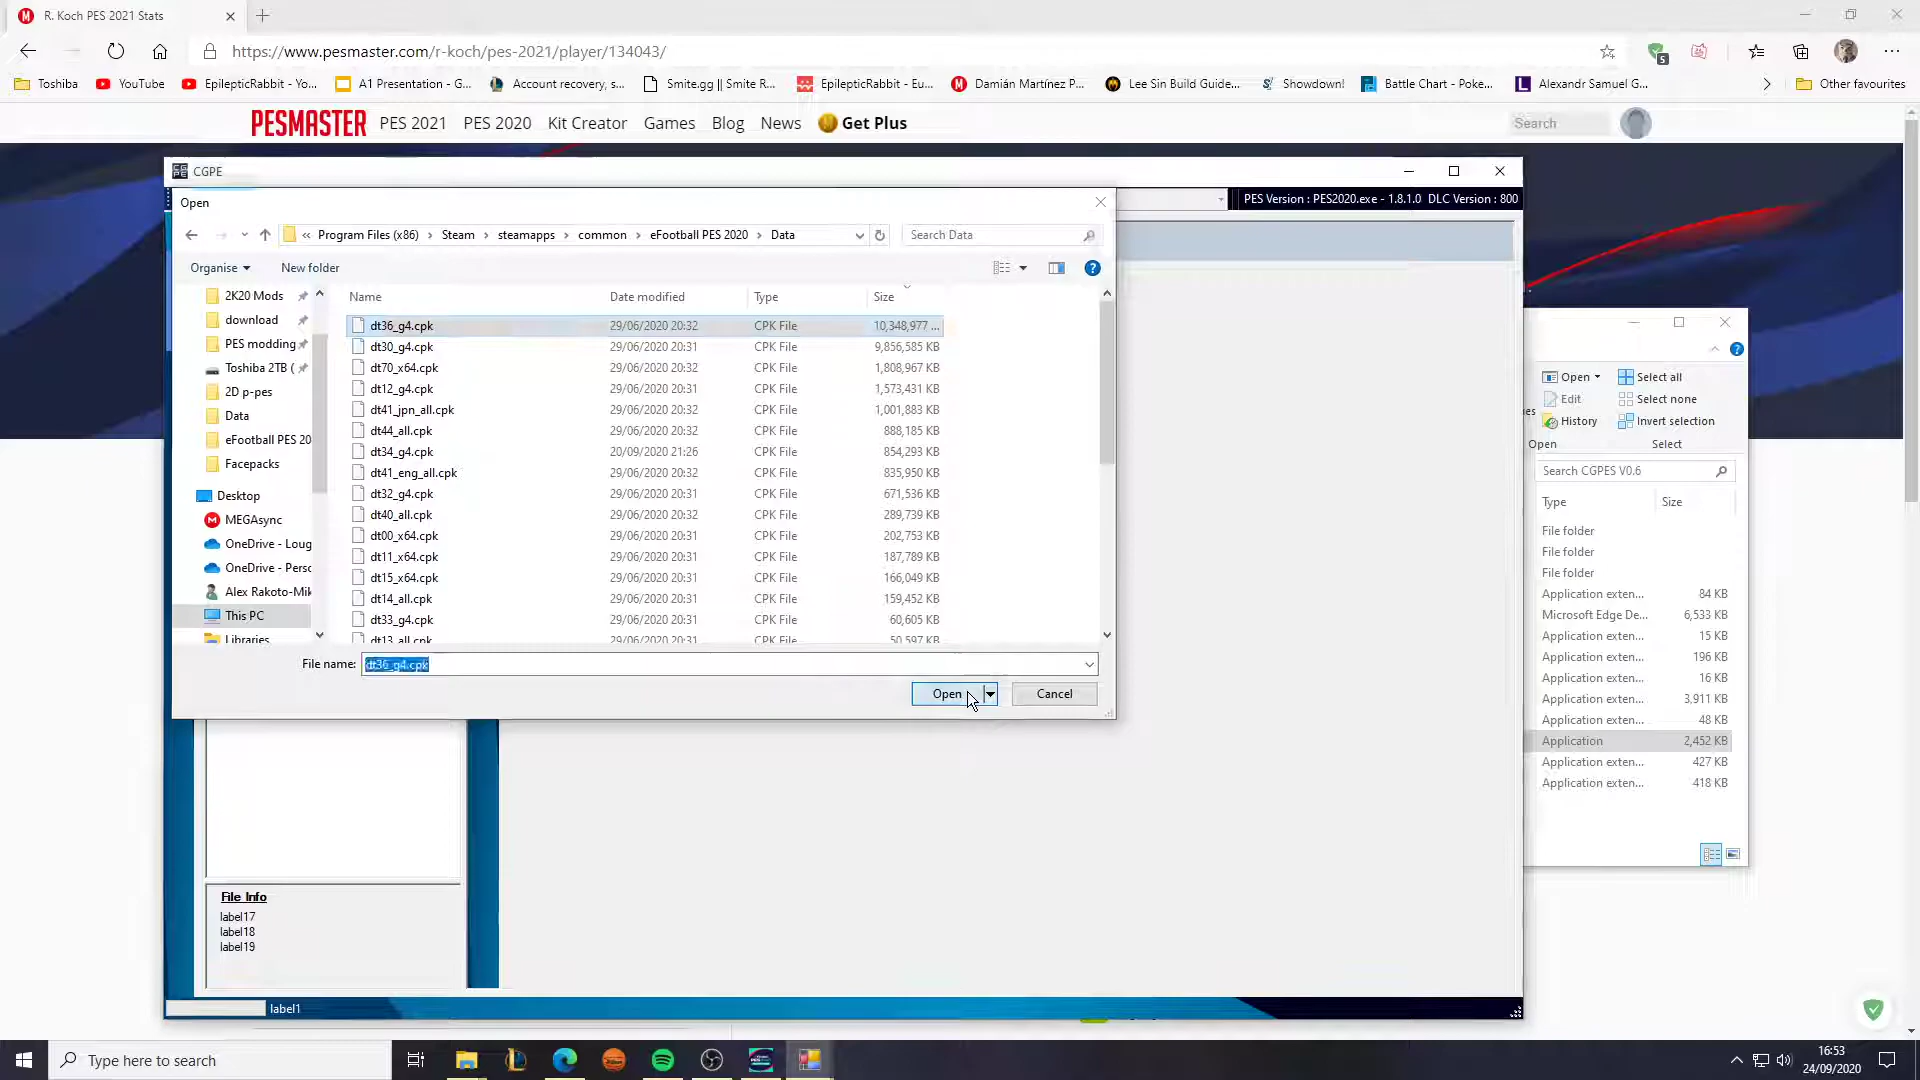 R. Koch PES 2021 Stats
https://www.pesmaster.com/r-koch/pes-2021/player/134043/
5
Toshiba
YouTube
EpilepticRabbit - Yo...
A1 Presentation - G...
Account recovery, s...
Smite.gg || Smite R...
EpilepticRabbit - Eu...
Damián Martínez P...
Lee Sin Build Guide...
Showdown!
Battle Chart - Poke...
Alexandr Samuel G...
Other favourites
PESMASTER PES 2021 PES 2020 Kit Creator Games Blog News Get Plus
Search
CGPE
PES Version : PES2020.exe - 1.8.1.0 DLC Version : 800
Open
« Program Files (x86) > Steam > steamapps > common > eFootball PES 2020 > Data
Search Data
Organise
New folder
2K20 Mods
download
PES modding
Toshiba 2TB (
2D p-pes
Data
eFootball PES 20
Facepacks
Desktop
MEGAsync
OneDrive - Loug
OneDrive - Perso
Alex Rakoto-Mik
This PC
Libraries
Name Date modified Type Size
dt36_g4.cpk 29/06/2020 20:32 CPK File 10,348,977 ...
dt30_g4.cpk 29/06/2020 20:31 CPK File 9,856,585 KB
dt70_x64.cpk 29/06/2020 20:32 CPK File 1,808,967 KB
dt12_g4.cpk 29/06/2020 20:31 CPK File 1,573,431 KB
dt41_jpn_all.cpk 29/06/2020 20:32 CPK File 1,001,883 KB
dt44_all.cpk 29/06/2020 20:32 CPK File 888,185 KB
dt34_g4.cpk 20/09/2020 21:26 CPK File 854,293 KB
dt41_eng_all.cpk 29/06/2020 20:32 CPK File 835,950 KB
dt32_g4.cpk 29/06/2020 20:31 CPK File 671,536 KB
dt40_all.cpk 29/06/2020 20:32 CPK File 289,739 KB
dt00_x64.cpk 29/06/2020 20:31 CPK File 202,753 KB
dt11_x64.cpk 29/06/2020 20:31 CPK File 187,789 KB
dt15_x64.cpk 29/06/2020 20:31 CPK File 166,049 KB
dt14_all.cpk 29/06/2020 20:31 CPK File 159,452 KB
dt33_g4.cpk 29/06/2020 20:31 CPK File 60,605 KB
dt13_all.cpk 29/06/2020 20:31 CPK File 50,597 KB
File name: dt36_g4.cpk
Open
Cancel
File Info
label17
label18
label19
label1
Open
Select all
Edit
Select none
History
Invert selection
Open
Select
Search CGPES V0.6
Type Size
File folder
File folder
File folder
Application exten... 84 KB
Microsoft Edge De... 6,533 KB
Application exten... 15 KB
Application exten... 196 KB
Application exten... 16 KB
Application exten... 3,911 KB
Application exten... 48 KB
Application 2,452 KB
Application exten... 427 KB
Application exten... 418 KB
Type here to search
16:53
24/09/2020